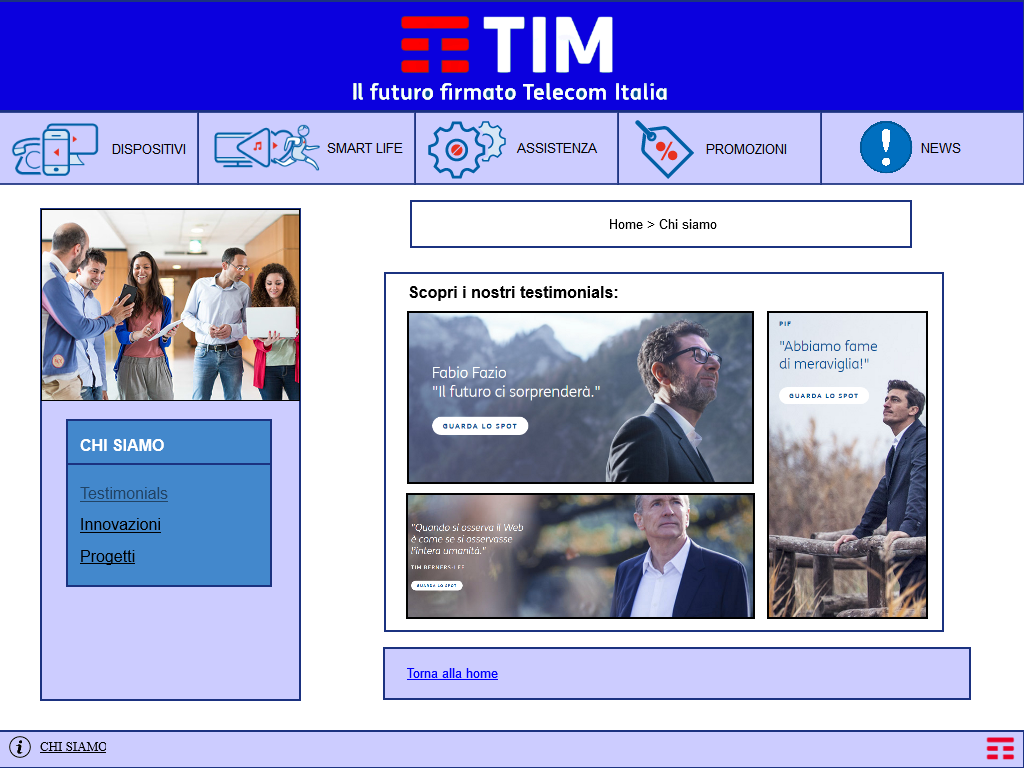 TIM
Il futuro firmato Telecom Italia
DISPOSITIVI
SMART LIFE
ASSISTENZA
PROMOZIONI
NEWS
Home > Chi siamo
CHI SIAMO
Testimonials
Innovazioni
Progetti
Scopri i nostri testimonials:
Fabio Fazio
"Il futuro ci sorprenderà."
GUARDA LO SPOT
PIF
"Abbiamo fame
di meraviglia!"
GUARDA LO SPOT
"Quando si osserva il Web
è come se si osservasse
l'intera umanità."
TIM BERNERS-LEE
GUARDA LO SPOT
Torna alla home
CHI SIAMO